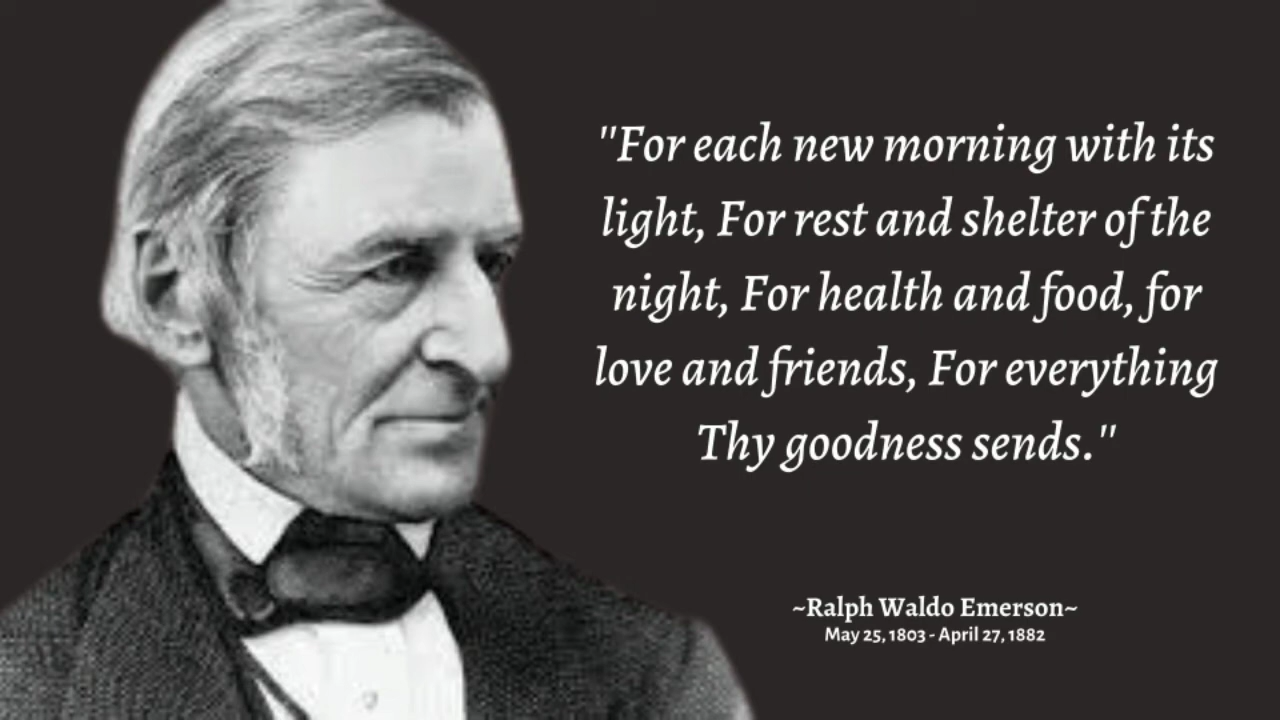 "For each new morning with its
light, For rest and shelter of the
night, For health and food, for
love and friends, For everything
Thy goodness sends."
~Ralph Waldo Emerson~
May 25, 1803 - April 27, 1882